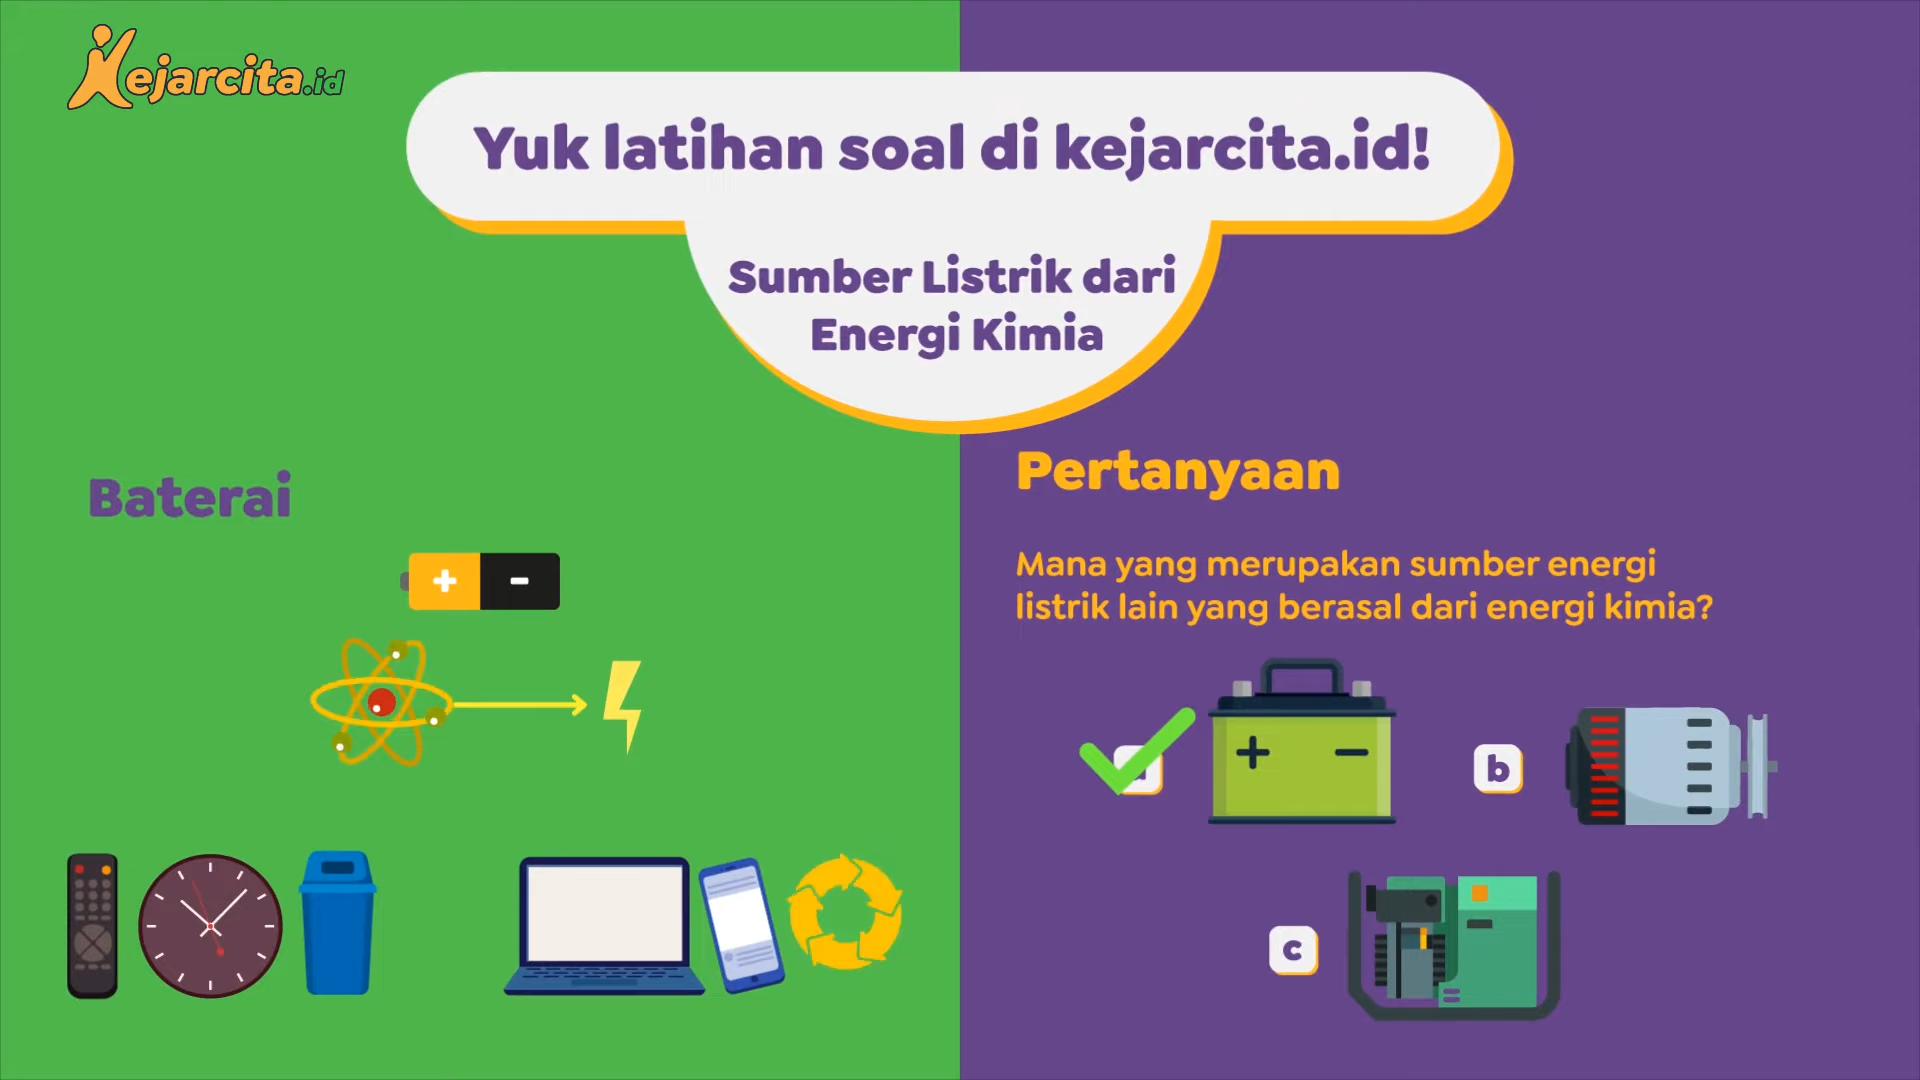 Kejarcita.id
Yuk latihan soal di kejarcita.id!
Sumber Listrik dari
Energi Kimia
Baterai
+ -
Pertanyaan
Mana yang merupakan sumber energi
listrik lain yang berasal dari energi kimia?
+ -
b
c